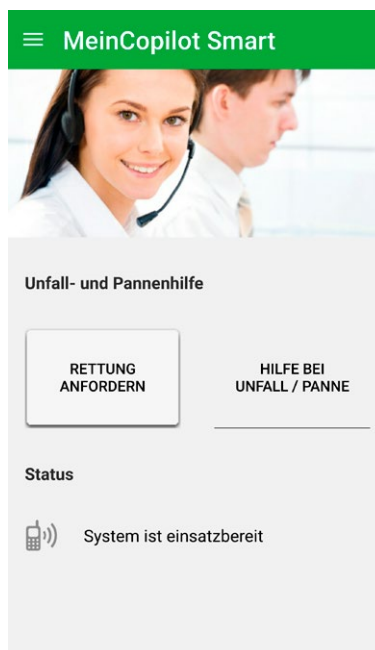 MeinCopilot Smart
Unfall- und Pannenhilfe
RETTUNG
ANFORDERN
HILFE BEI
UNFALL / PANNE
Status
System ist einsatzbereit